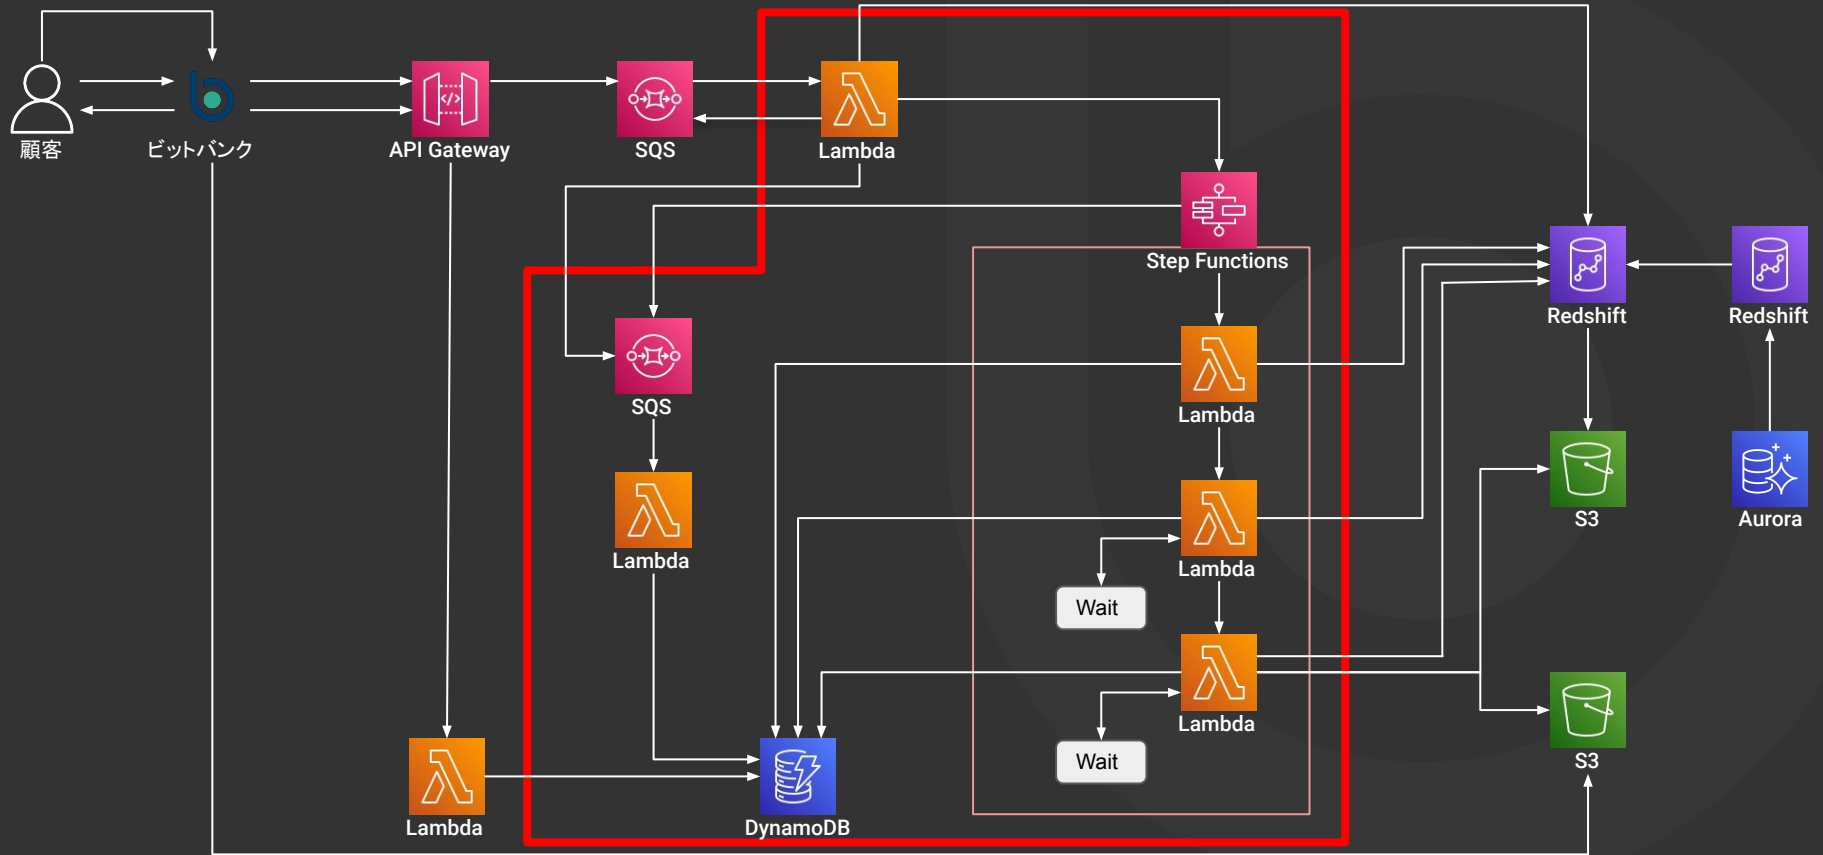 顧客
ビットバンク
API Gateway
SQS
Lambda
Step Functions
Redshift
Redshift
SQS
Lambda
Lambda
Lambda
S3
Aurora
Wait
Lambda
Wait
S3
Lambda
DynamoDB